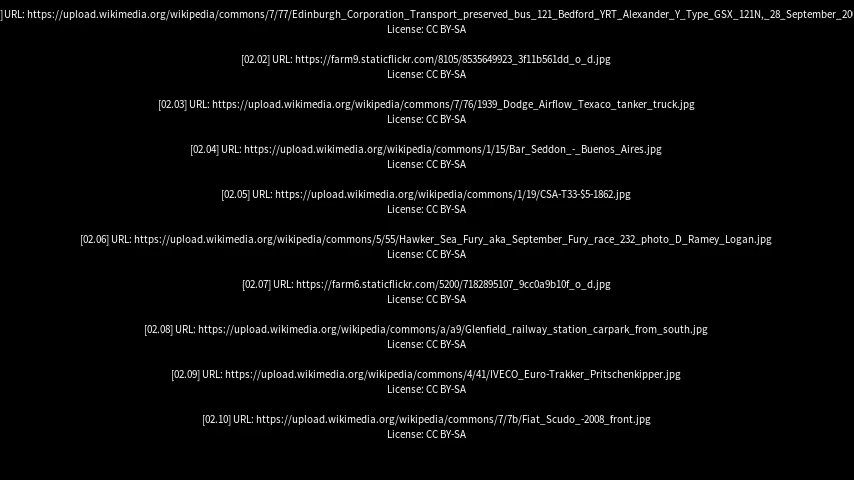 ]URL: https://upload.wikimedia.org/wikipedia/commons/7/77/Edinburgh_Corporation_Transport_preserved_bus_121_Bedford_YRT_Alexander_Y_Type_GSX_121N,_28_September_20
License: CC BY-SA
[02.02] URL: https://farm9.staticflickr.com/8105/8535649923_3f11b561dd_o_d.jpg
License: CC BY-SA
[02.03] URL: https://upload.wikimedia.org/wikipedia/commons/7/76/1939_Dodge_Airflow_Texaco_tanker_truck.jpg
License: CC BY-SA
[02.04] URL: https://upload.wikimedia.org/wikipedia/commons/1/15/Bar_Seddon_-_Buenos_Aires.jpg
License: CC BY-SA
[02.05] URL: https://upload.wikimedia.org/wikipedia/commons/1/19/CSA-T33-$5-1862.jpg
License: CC BY-SA
[02.06] URL: https://upload.wikimedia.org/wikipedia/commons/5/55/Hawker_Sea_Fury_aka_September_Fury_race_232_photo_D_Ramey_Logan.jpg
License: CC BY-SA
[02.07] URL: https://farm6.staticflickr.com/5200/7182895107_9cc0a9b10f_o_d.jpg
License: CC BY-SA
[02.08] URL: https://upload.wikimedia.org/wikipedia/commons/a/a9/Glenfield_railway_station_carpark_from_south.jpg
License: CC BY-SA
[02.09] URL: https://upload.wikimedia.org/wikipedia/commons/4/41/IVECO_Euro-Trakker_Pritschenkipper.jpg
License: CC BY-SA
[02.10] URL: https://upload.wikimedia.org/wikipedia/commons/7/7b/Fiat_Scudo_-2008_front.jpg
License: CC BY-SA